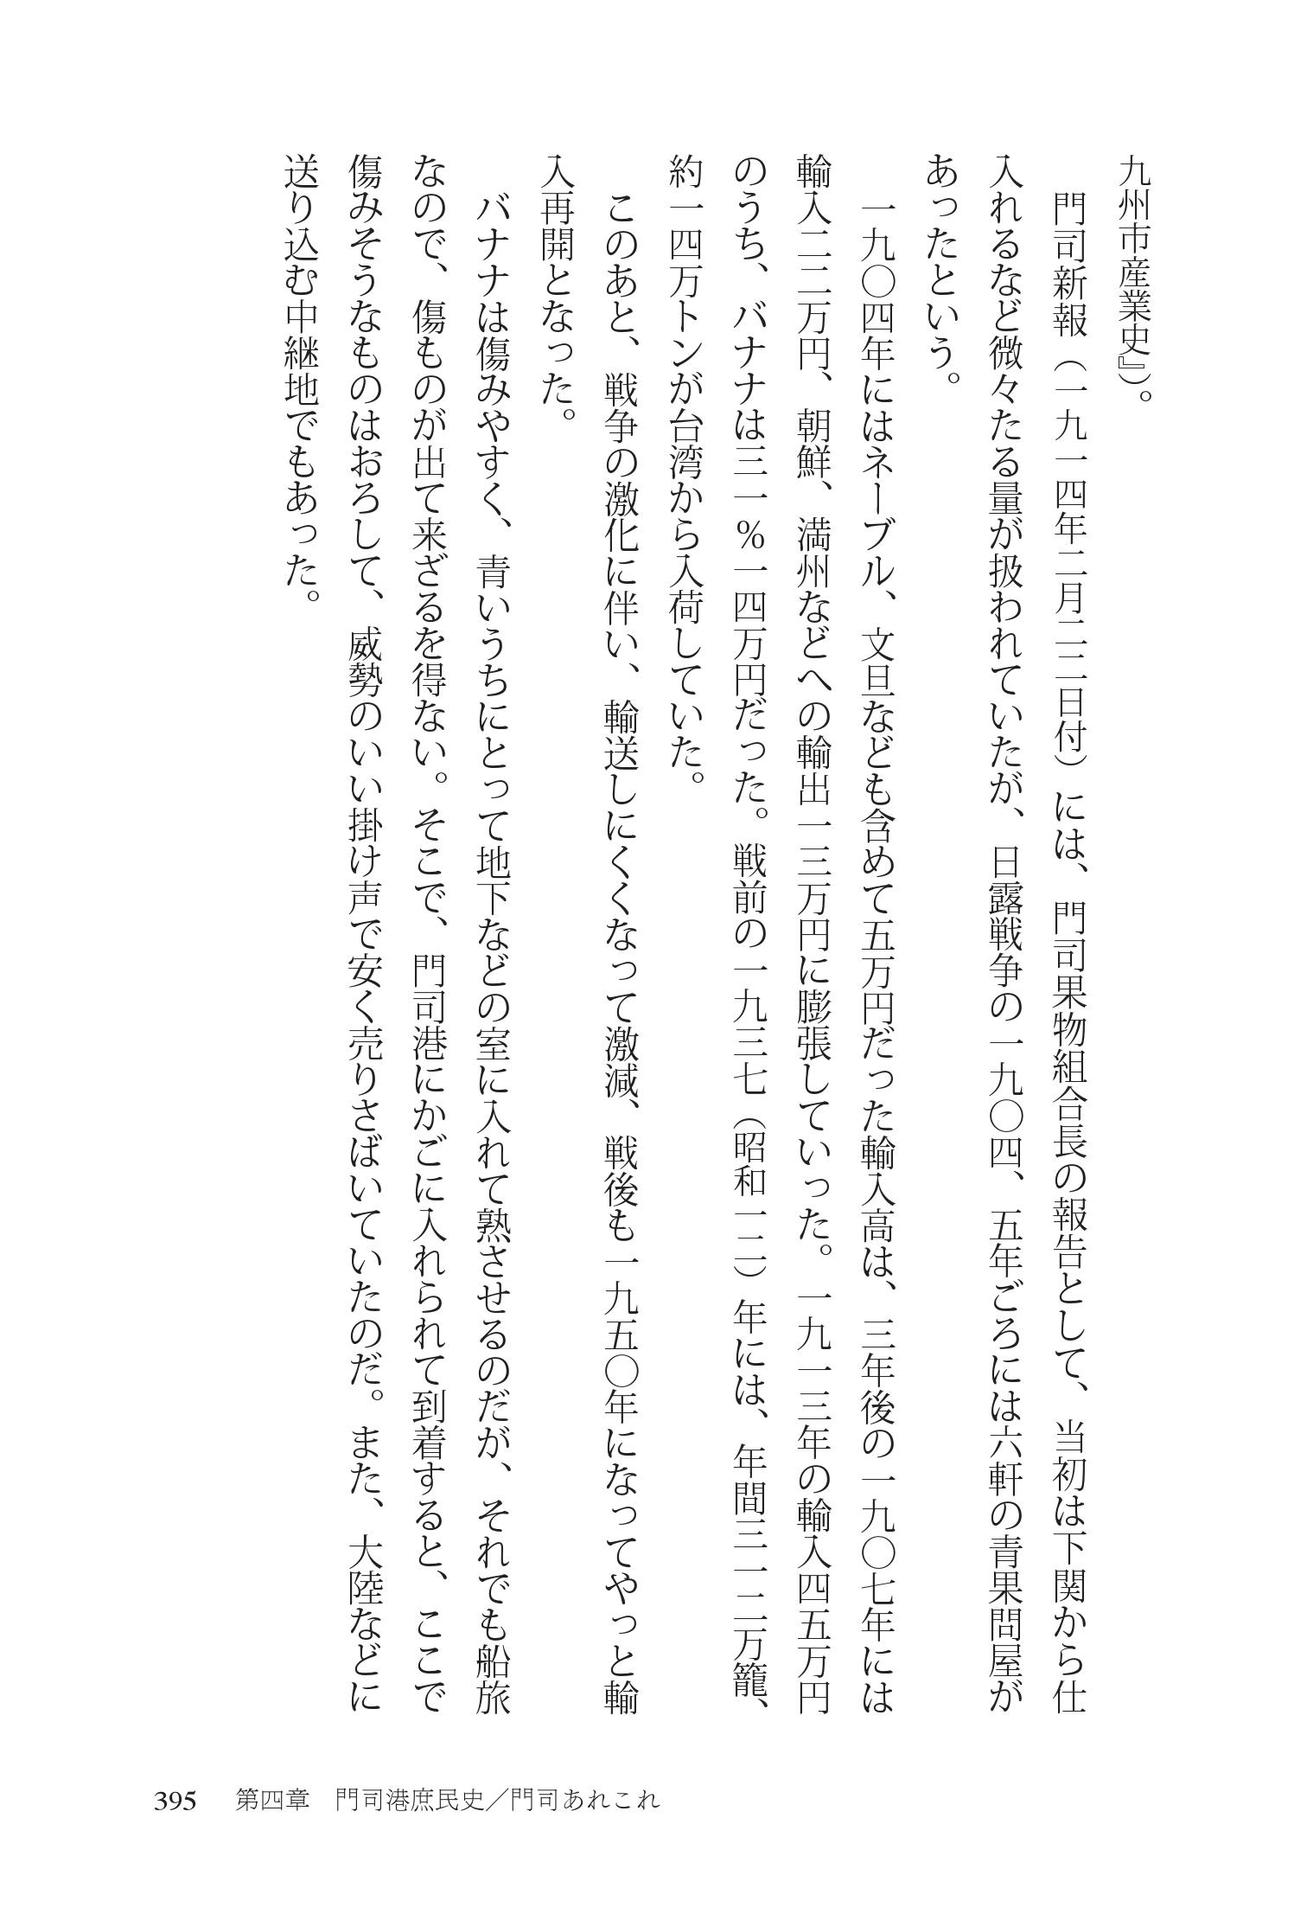 九州市産業史』）。
　門司新報（一九一四年二月二二日付）には、門司果物組合長の報告として、当初は下関から仕
入れるなど微々たる量が扱われていたが、日露戦争の一九〇四、五年ごろには六軒の青果問屋が
あったという。
　一九〇四年にはネーブル、文旦なども含めて五万円だった輸入高は、三年後の一九〇七年には
輸入二二万円、朝鮮、満州などへの輸出一三万円に膨張していった。一九一三年の輸入四五万円
のうち、バナナは三一％一四万円だった。戦前の一九三七（昭和一二）年には、年間三一二万籠、
約一四万トンが台湾から入荷していた。
　このあと、戦争の激化に伴い、輸送しにくくなって激減、戦後も一九五〇年になってやっと輸
入再開となった。
　バナナは傷みやすく、青いうちにとって地下などの室に入れて熟させるのだが、それでも船旅
なので、傷ものが出て来ざるを得ない。そこで、門司港にかごに入れられて到着すると、ここで
傷みそうなものはおろして、威勢のいい掛け声で安く売りさばいていたのだ。また、大陸などに
送り込む中継地でもあった。
395　第四章　門司港庶民史／門司あれこれ